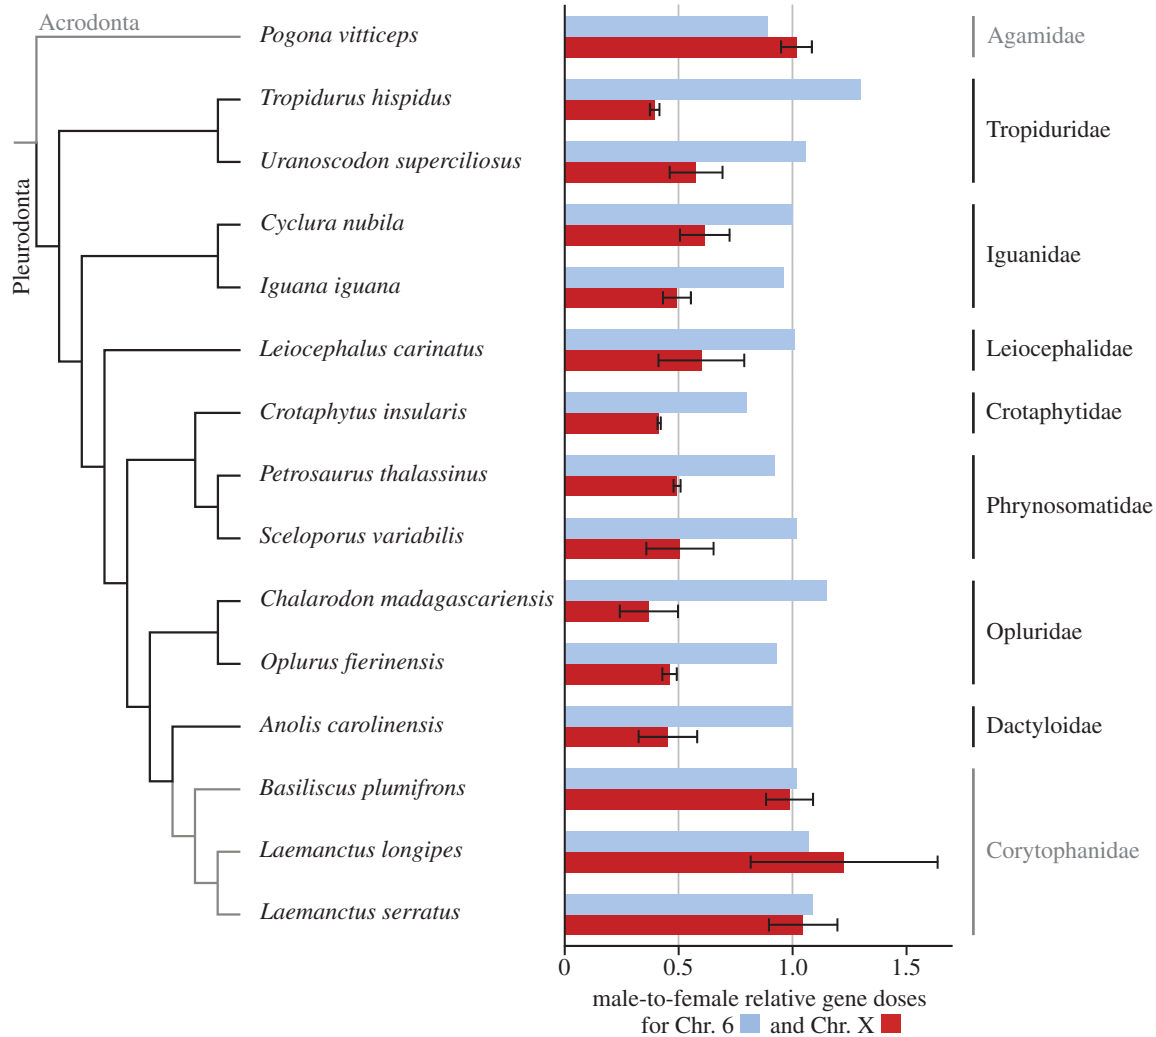 Acrodonta
Pleurodonta
Pogona vitticeps
Tropidurus hispidus
Uranoscodon superciliosus
Cyclura nubila
Iguana iguana
Leiocephalus carinatus
Crotaphytus insularis
Petrosaurus thalassinus
Sceloporus variabilis
Chalarodon madagascariensis
Oplurus fierinensis
Anolis carolinensis
Basiliscus plumifrons
Laemanctus longipes
Laemanctus serratus
Agamidae
Tropiduridae
Iguanidae
Leiocephalidae
Crotaphytidae
Phrynosomatidae
Opluridae
Dactyloidae
Corytophanidae
0 0.5 1.0 1.5
male-to-female relative gene doses
for Chr. 6 and Chr. X